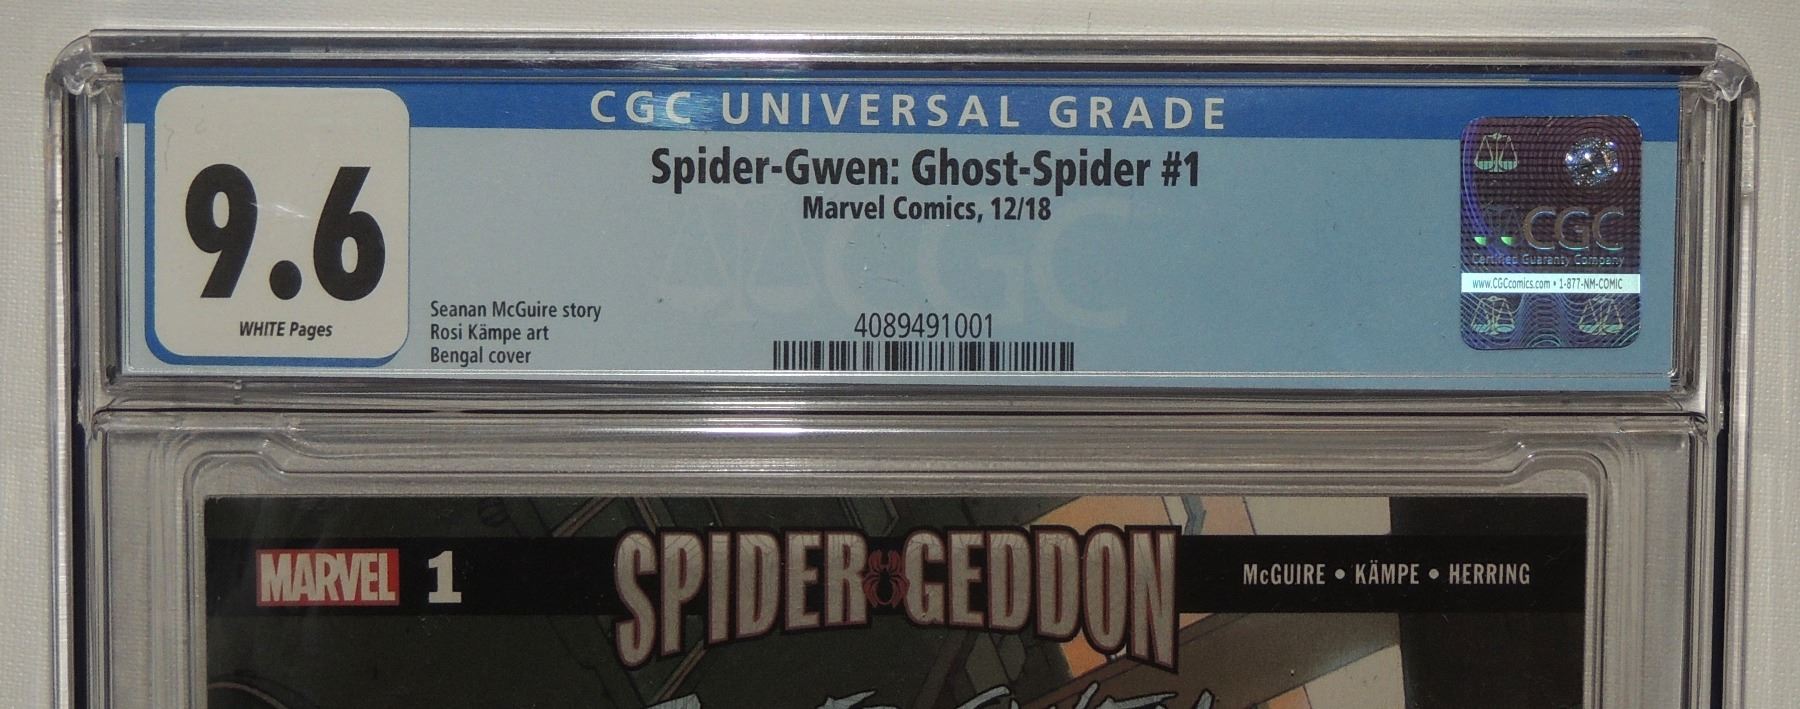 CGC UNIVERSAL GRADE
9.6
WHITE Pages
Spider-Gwen: Ghost-Spider #1
Marvel Comics, 12/18
Seanan McGuire story
Rosi Kämpe art
Bengal cover
4089491001
CGC
CGC
Certified Guaranty Company
www.CGCcomics.com • 1-877-NM-COMIC
MARVEL 1
SPIDER GEDDON
McGUIRE • KÄMPE • HERRING